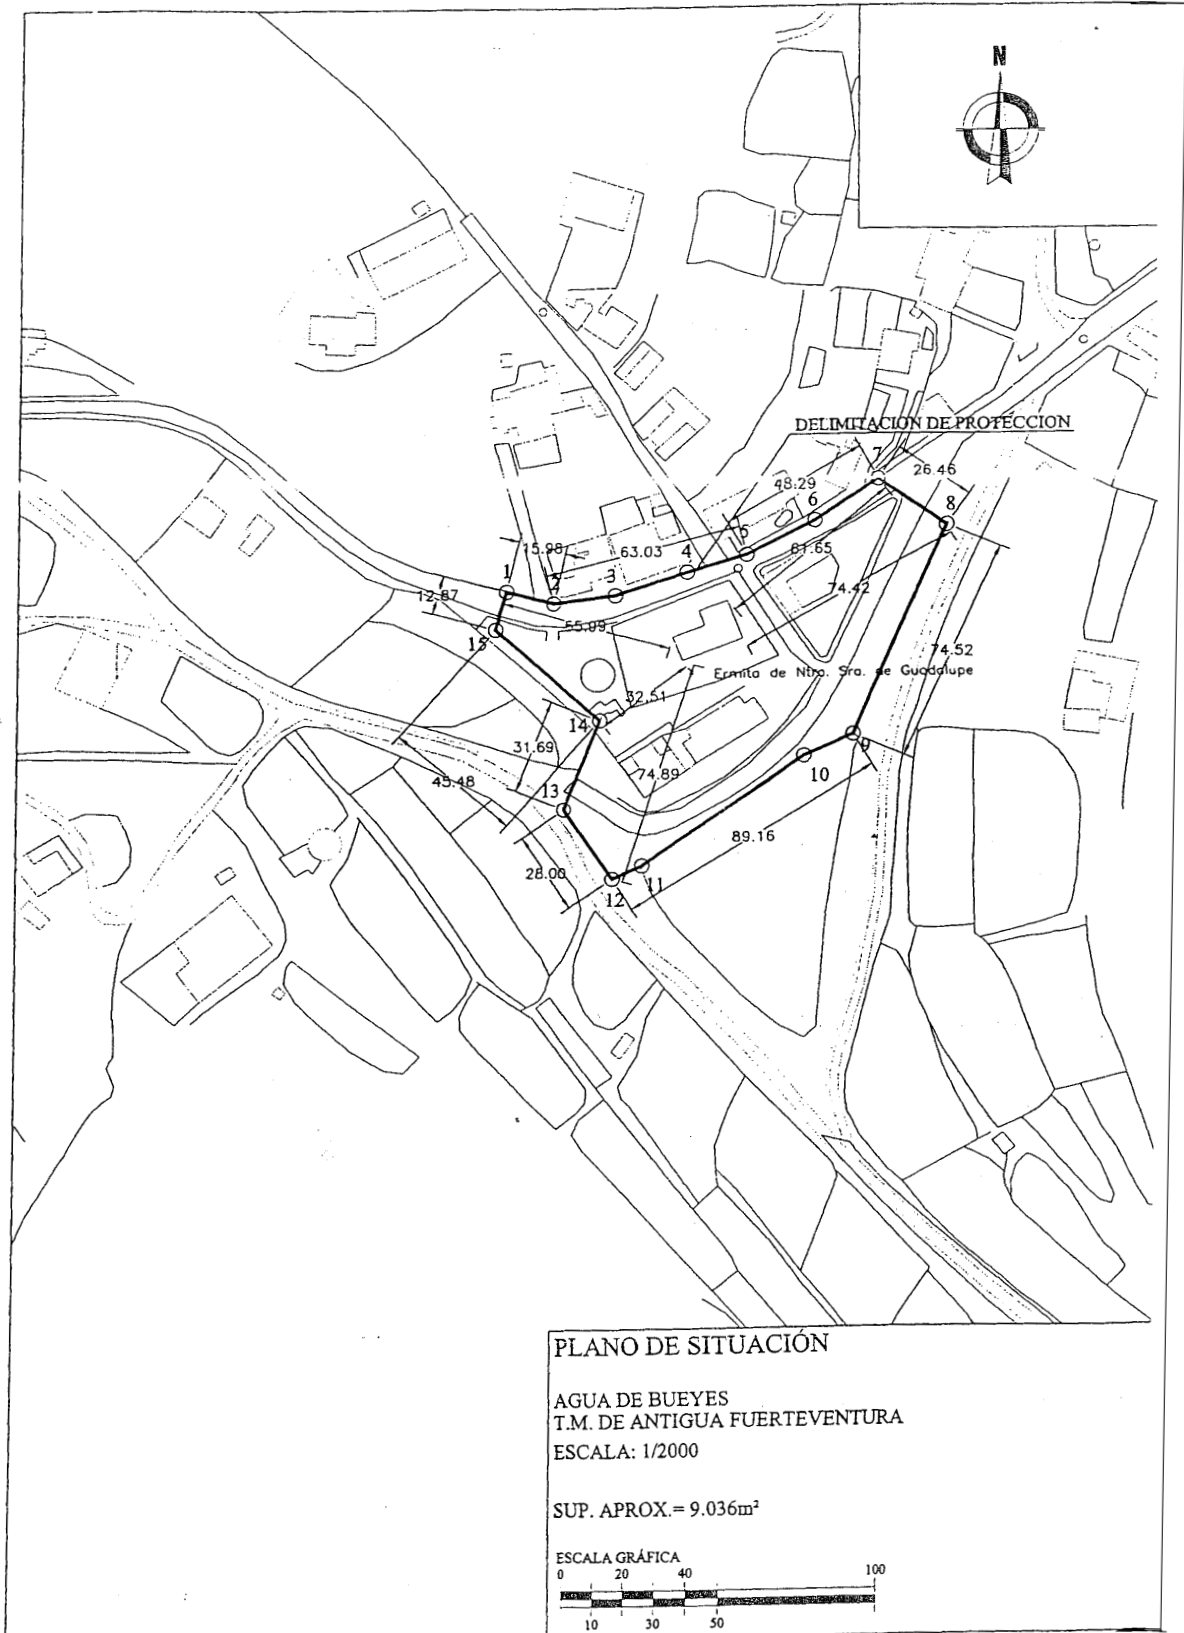 N
DELIMITACION DE PROTECCION
7
26.46
48.29
6
8
5
15.98
63.03
4
61.65
1
2
3
74.42
12.87
55.99
15
74.52
Ermita de Ntra. Sra. de Guadalupe
32.51
14
31.69
9
10
74.89
45.48
13
89.16
28.00
11
12
PLANO DE SITUACIÓN
AGUA DE BUEYES
T.M. DE ANTIGUA FUERTEVENTURA
ESCALA: 1/2000
SUP. APROX.= 9.036m²
ESCALA GRÁFICA
0 20 40 100
10 30 50